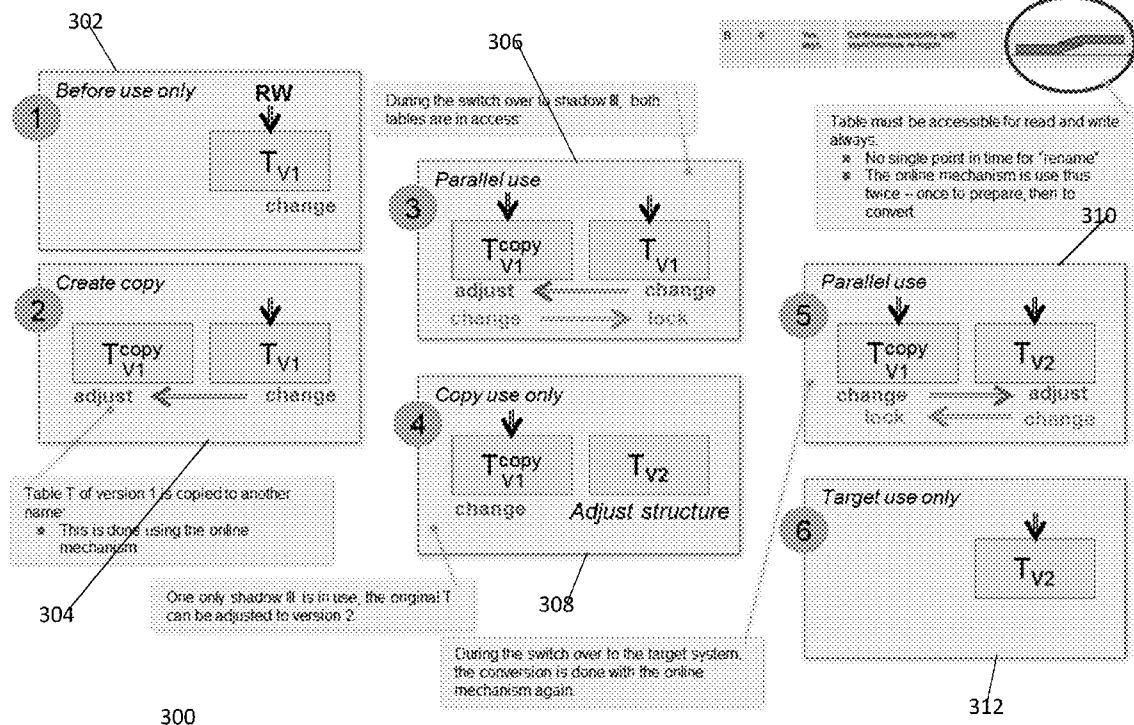 302
Before use only
1
RW
T V1
change
Create copy
2
T copy V1
T V1
adjust
change
Table T of version 1 is copied to another
name
This is done using the online
mechanism
304
300
306
During the switch over to shadow III, both
tables are in access
Parallel use
3
T copy V1
T V1
adjust
change
change
lock
Copy use only
4
T copy V1
T V2
change
Adjust structure
308
One only shadow III is in use, the original T
can be adjusted to version 2
During the switch over to the target system,
the conversion is done with the online
mechanism again.
Table must be accessible for read and write
always.
No single point in time for "rename"
The online mechanism is use thus
twice – once to prepare, then to
convert
310
Parallel use
5
T copy V1
T V2
change
adjust
lock
change
Target use only
6
T V2
312